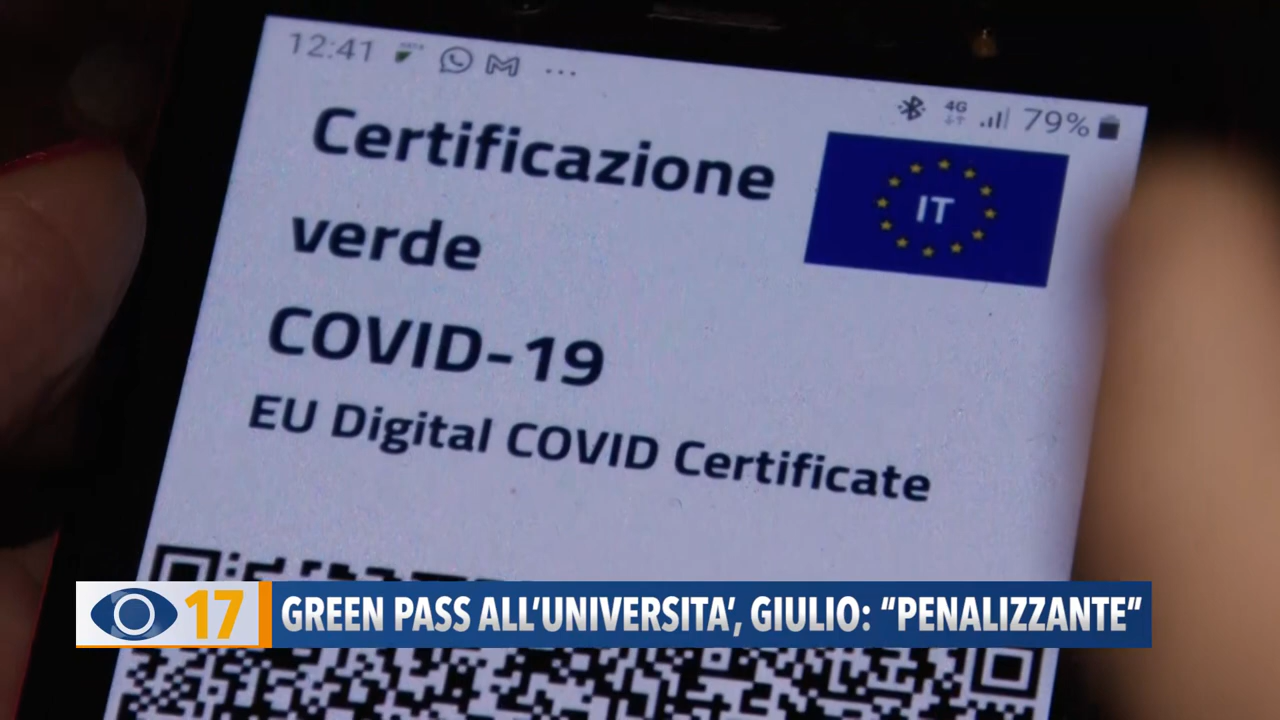 12:41
4G
79%
Certificazione
verde
COVID-19
IT
EU Digital COVID Certificate
17
GREEN PASS ALL'UNIVERSITA', GIULIO: “PENALIZZANTE”